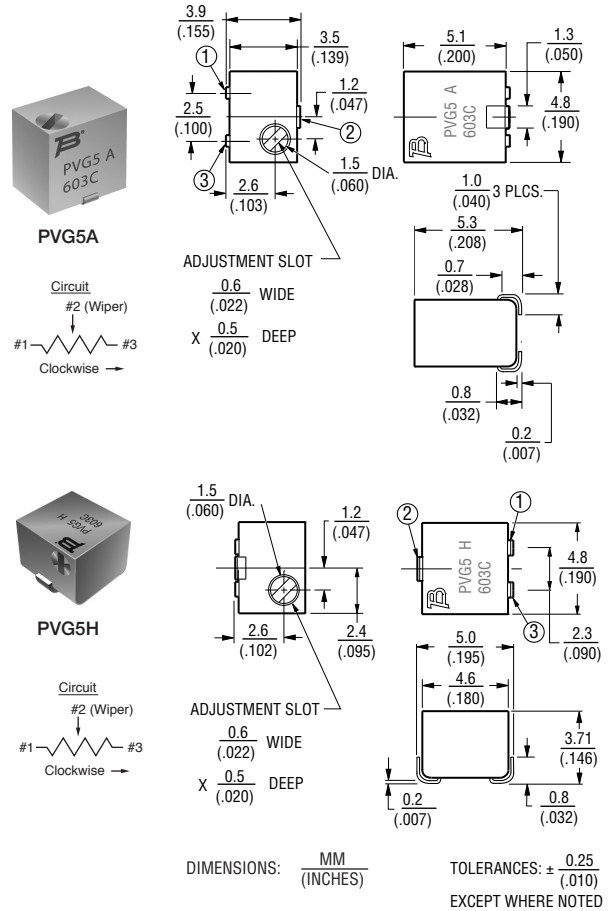 3.9
(.155)
3.5
(.139)
①
2.5
(.100)
③
1.2
(.047)
②
1.5
(.060) DIA.
2.6
(.103)
5.1
(.200)
1.3
(.050)
4.8
(.190)
PVG5 A
603C
PVG5 A
603C
PVG5A
Circuit
#2 (Wiper)
#1
#3
Clockwise
ADJUSTMENT SLOT
0.6
(.022) WIDE
X 0.5
(.020) DEEP
1.0
(.040) 3 PLCS.
5.3
(.208)
0.7
(.028)
0.8
(.032)
0.2
(.007)
PVG5 H
603C
PVG5H
Circuit
#2 (Wiper)
#1
#3
Clockwise
1.5
(.060) DIA.
1.2
(.047)
2.6
(.102)
2.4
(.095)
ADJUSTMENT SLOT
0.6
(.022) WIDE
X 0.5
(.020) DEEP
②
①
PVG5 H
603C
4.8
(.190)
③
2.3
(.090)
5.0
(.195)
4.6
(.180)
3.71
(.146)
0.2
(.007)
0.8
(.032)
DIMENSIONS: MM
(INCHES)
TOLERANCES: ± 0.25
(.010)
EXCEPT WHERE NOTED